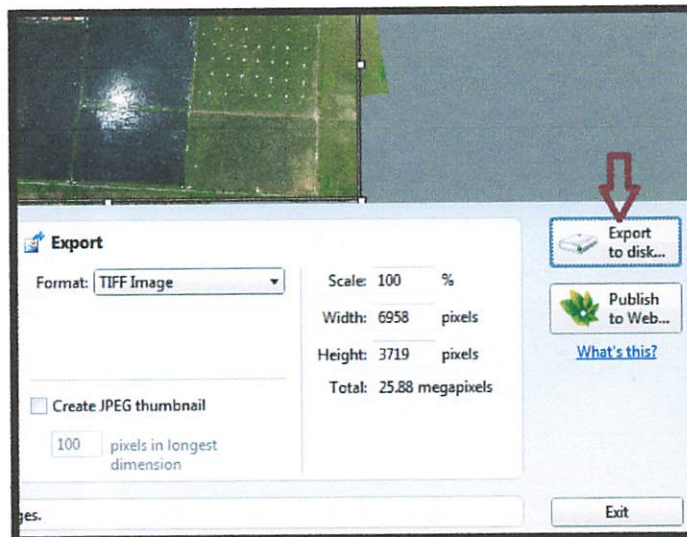 Export
Format: TIFF Image
Create JPEG thumbnail
100 pixels in longest
dimension
Scale: 100 %
Width: 6958 pixels
Height: 3719 pixels
Total: 25.88 megapixels
Export
to disk...
Publish
to Web...
What's this?
ges.
Exit